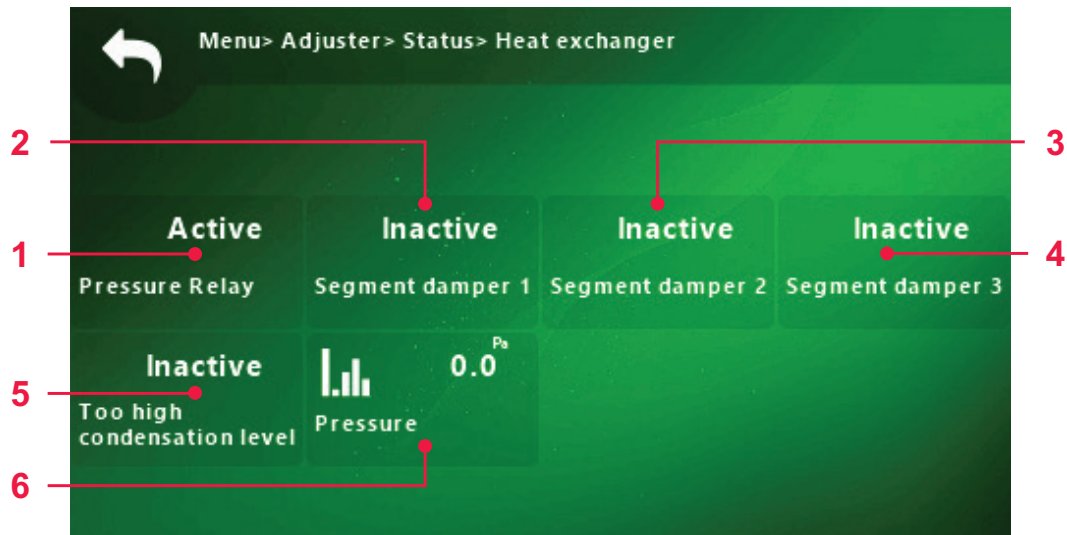 Menu> Adjuster> Status> Heat exchanger
2
3
Active
Inactive
Inactive
Inactive
1
4
Pressure Relay
Segment damper 1
Segment damper 2
Segment damper 3
Inactive
0.0 Pa
5
Too high
condensation level
Pressure
6